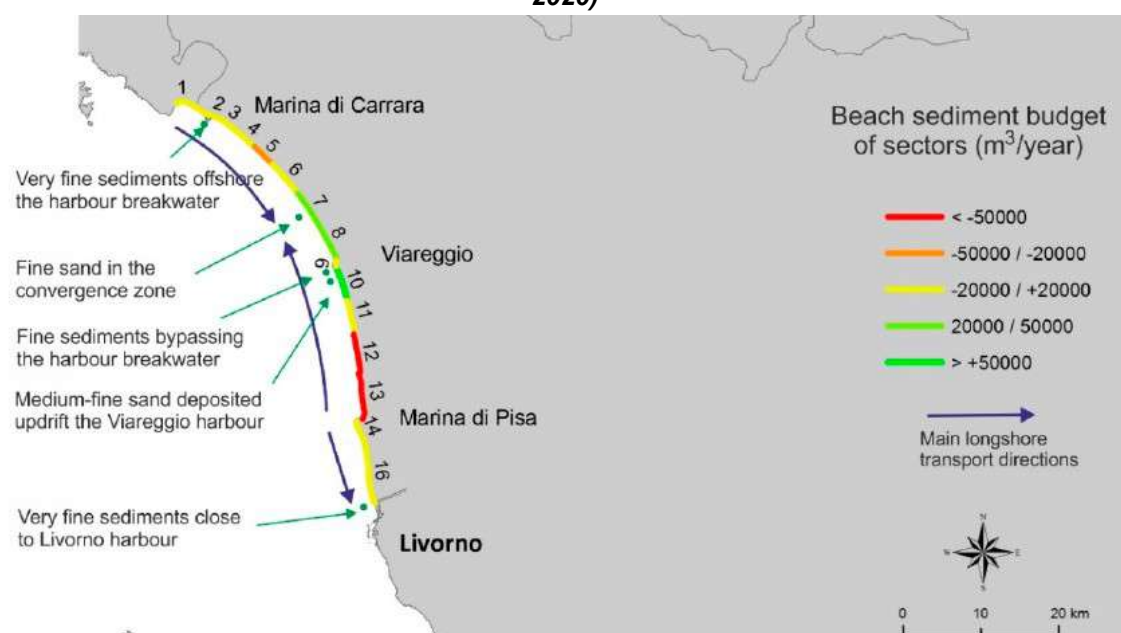 2020)
1
2
3
4
5
6
7
8
9
10
11
12
13
14
16
Marina di Carrara
Viareggio
Marina di Pisa
Livorno
Very fine sediments offshore
the harbour breakwater
Fine sand in the
convergence zone
Fine sediments bypassing
the harbour breakwater
Medium-fine sand deposited
updrift the Viareggio harbour
Very fine sediments close
to Livorno harbour
Beach sediment budget
of sectors (m³/year)
< -50000
-50000 / -20000
-20000 / +20000
20000 / 50000
> +50000
Main longshore
transport directions
N
W
E
S
0 10 20 km